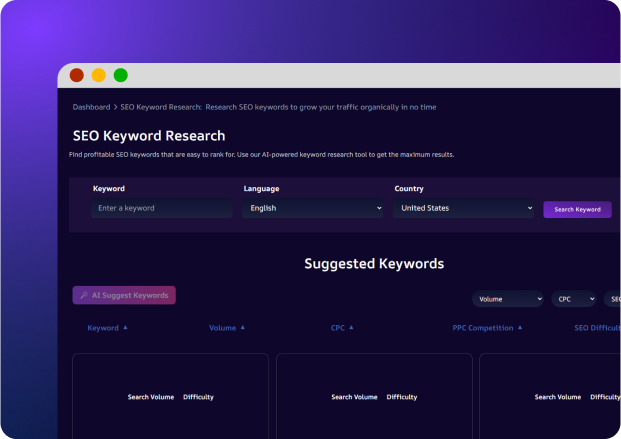 Dashboard > SEO Keyword Research: Research SEO keywords to grow your traffic organically in no time
SEO Keyword Research
Find profitable SEO keywords that are easy to rank for. Use our AI-powered keyword research tool to get the maximum results.
Keyword Language Country
Enter a keyword English United States Search Keyword
Suggested Keywords
AI Suggest Keywords
Volume CPC SE
Keyword Volume CPC PPC Competition SEO Difficult
Search Volume Difficulty Search Volume Difficulty Search Volume Difficulty